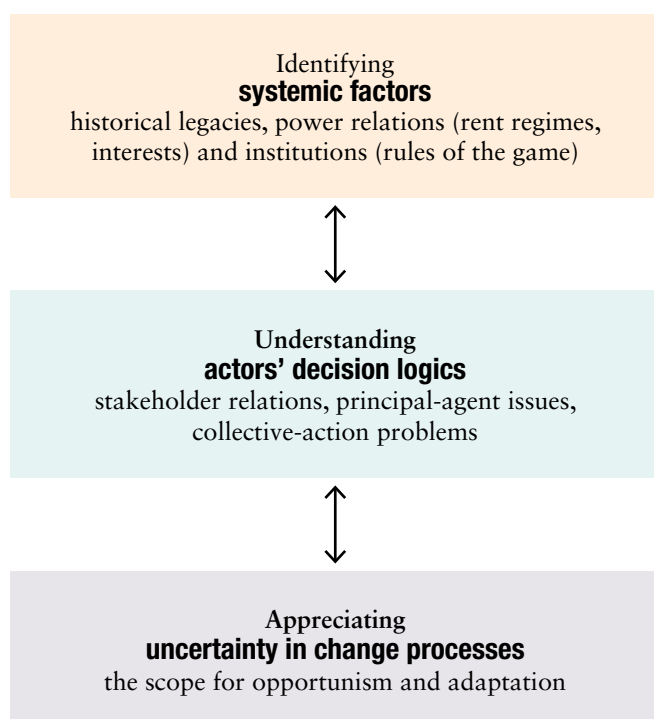 Identifying
systemic factors
historical legacies, power relations (rent regimes,
interests) and institutions (rules of the game)
Understanding
actors’ decision logics
stakeholder relations, principal-agent issues,
collective-action problems
Appreciating
uncertainty in change processes
the scope for opportunism and adaptation